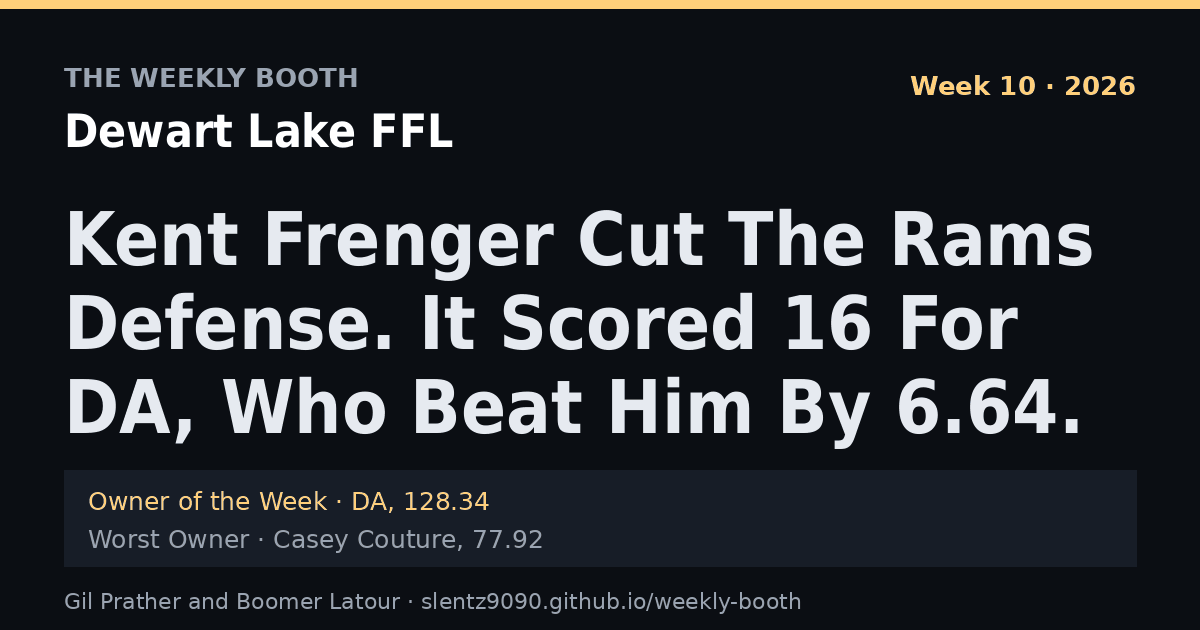 THE WEEKLY BOOTH
Week 10 · 2026
Dewart Lake FFL
Kent Frenger Cut The Rams
Defense. It Scored 16 For
DA, Who Beat Him By 6.64.
Owner of the Week · DA, 128.34
Worst Owner · Casey Couture, 77.92
Gil Prather and Boomer Latour · slentz9090.github.io/weekly-booth